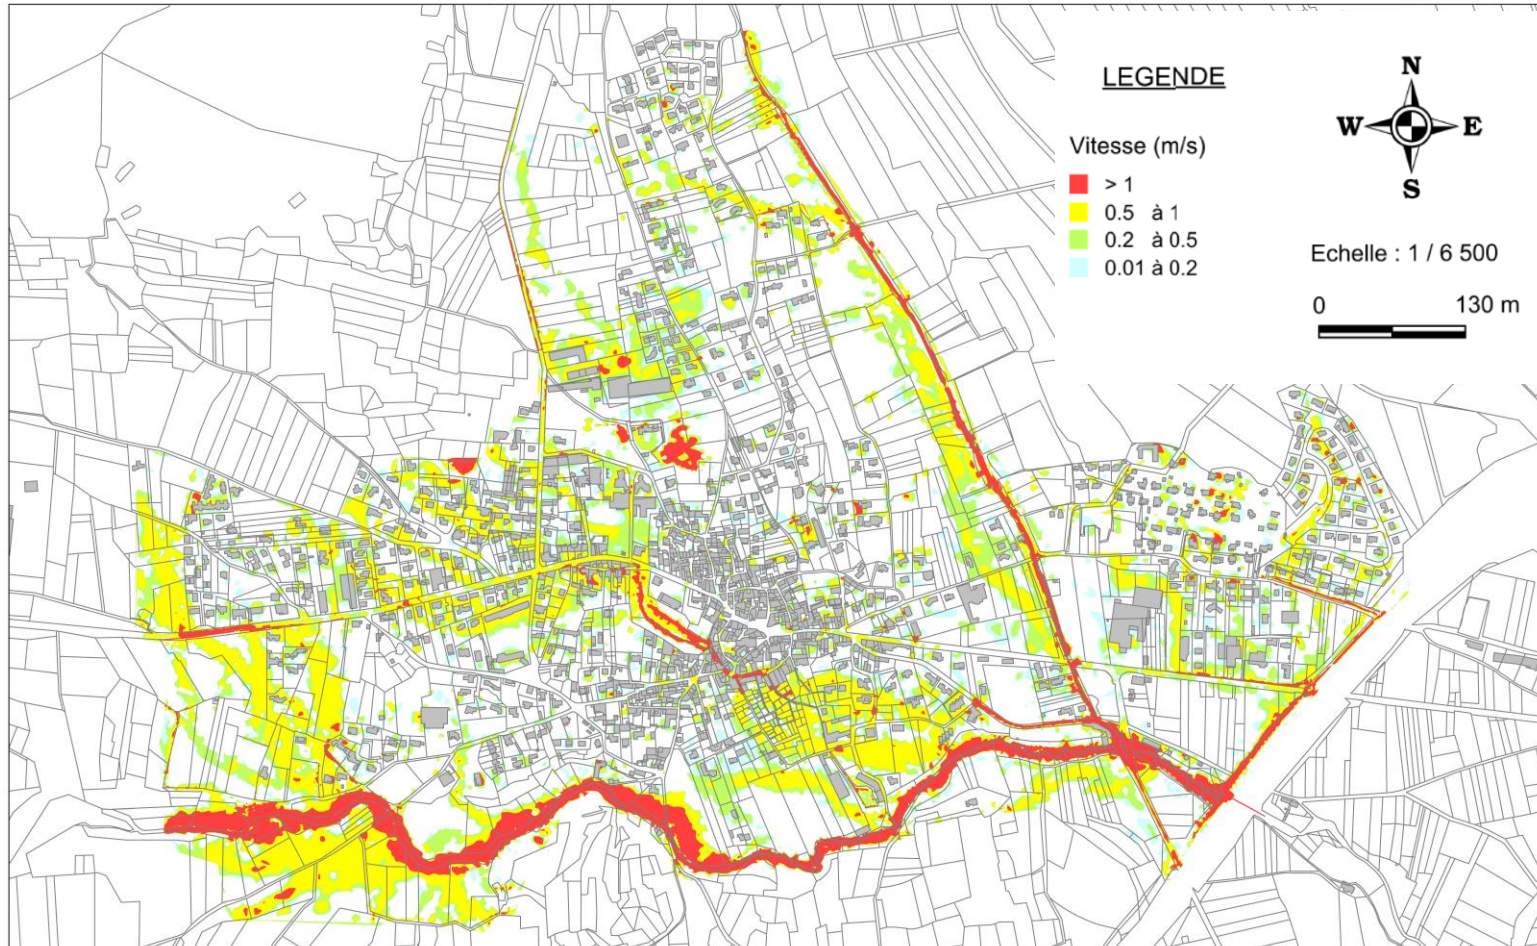 LEGENDE
N
W E
S
Vitesse (m/s)
> 1
0.5 à 1
0.2 à 0.5
0.01 à 0.2
Echelle : 1 / 6 500
0 130 m